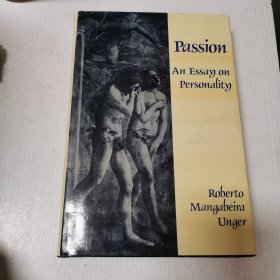 Passion
An Essay on
Personality
Roberto
Mangabeira
Unger